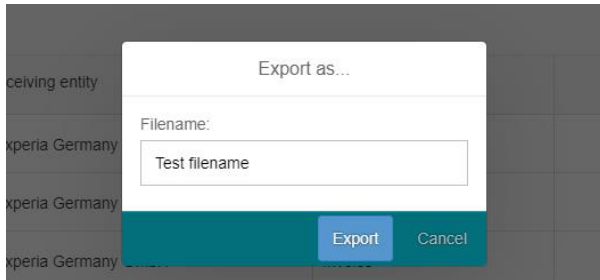 Export as...
ceiving entity
Filename:
xperia Germany
Test filename
xperia Germany
Export Cancel
xperia Germany